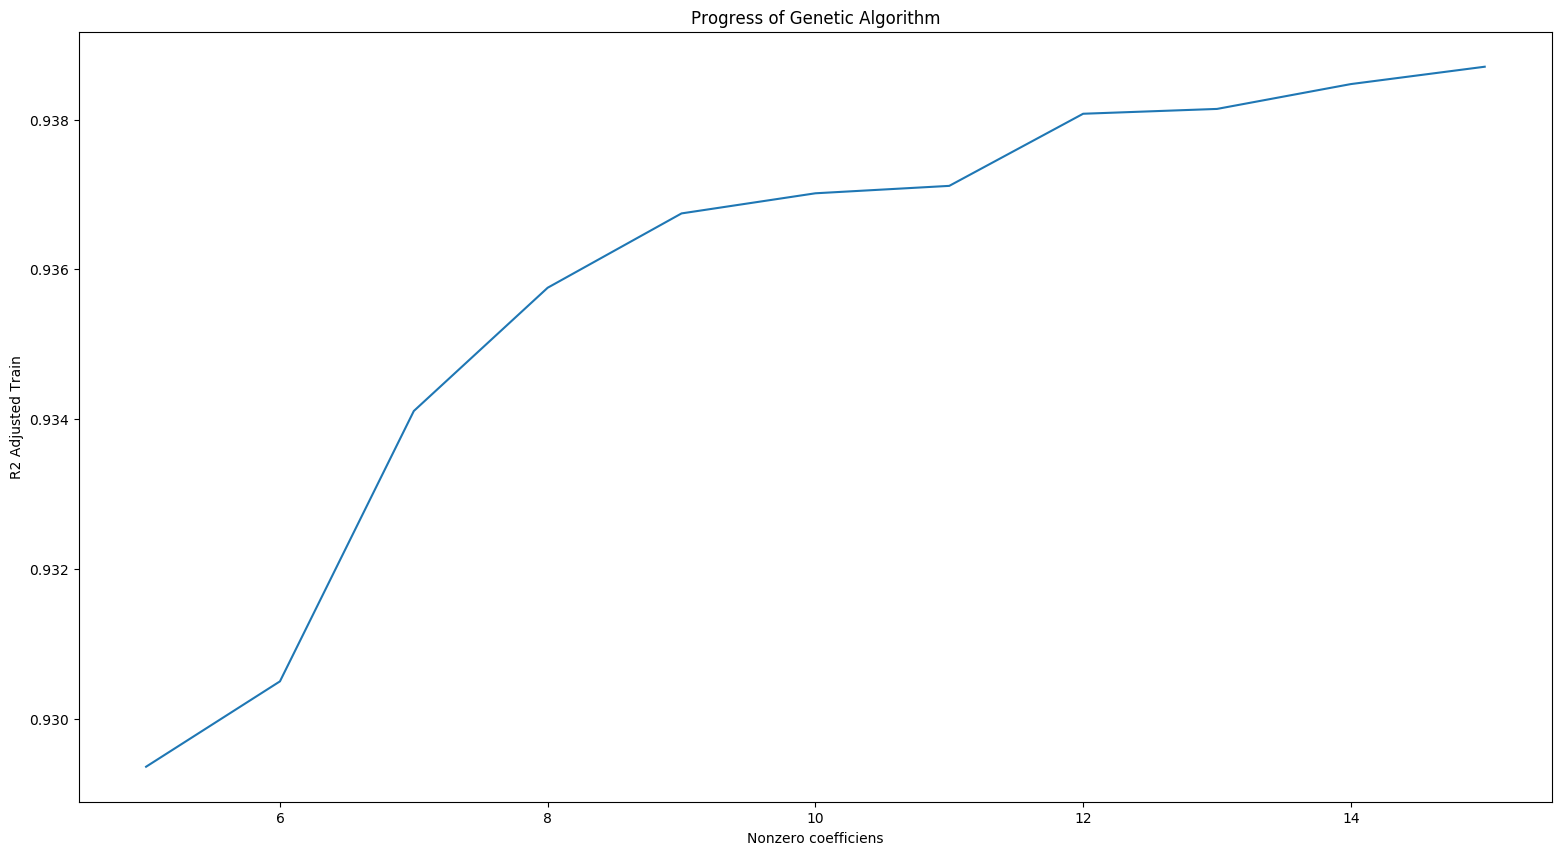 Progress of Genetic Algorithm
R2 Adjusted Train
0.938
0.936
0.934
0.932
0.930
6 8 10 12 14
Nonzero coefficiens